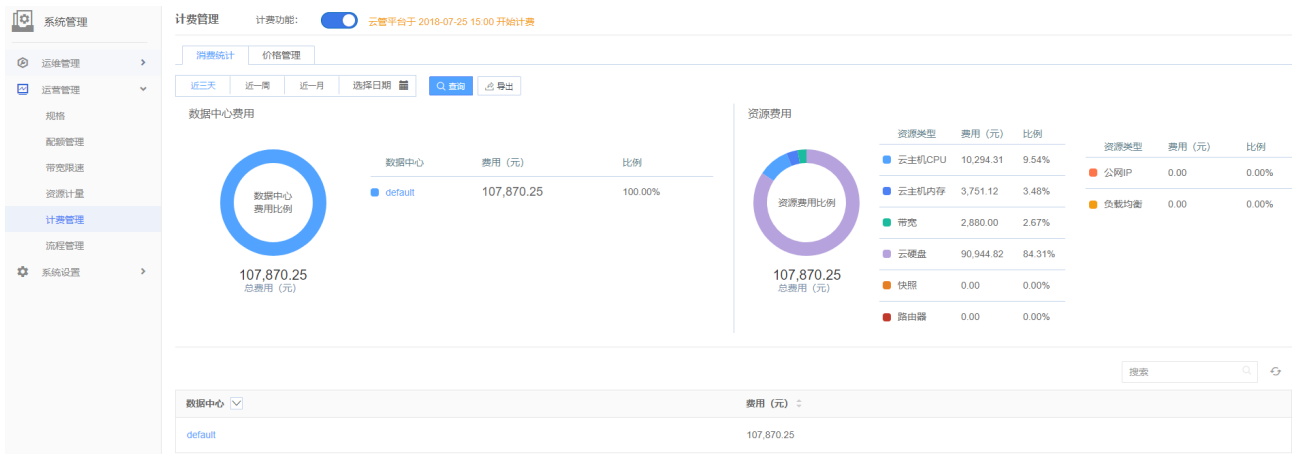 系统管理
运维管理
运营管理
规格
配额管理
带宽限速
资源计量
计费管理
流程管理
系统设置
计费管理 计费功能: 云管平台于 2018-07-25 15:00 开始计费
消费统计 价格管理
近三天 近一周 近一月 选择日期 查询 导出
数据中心费用
数据中心
费用比例
107,870.25
总费用（元）
数据中心 费用（元） 比例
default 107,870.25 100.00%
资源费用
资源费用比例
107,870.25
总费用（元）
资源类型 费用（元） 比例
云主机CPU 10,294.31 9.54%
云主机内存 3,751.12 3.48%
带宽 2,880.00 2.67%
云硬盘 90,944.82 84.31%
快照 0.00 0.00%
路由器 0.00 0.00%
资源类型 费用（元） 比例
公网IP 0.00 0.00%
负载均衡 0.00 0.00%
搜索
数据中心 费用（元）
default 107,870.25